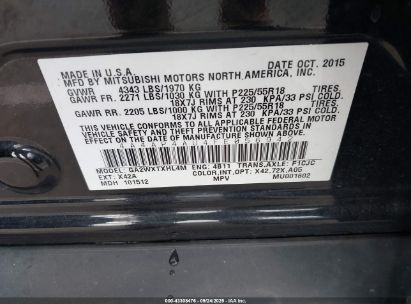 MADE IN U.S.A. DATE OCT. 2015
MFD BY MITSUBISHI MOTORS NORTH AMERICA, INC.
GVWR 4343 LBS/1970 KG TIRES
GAWR FR. 2271 LBS/1030 KG WITH P225/55R18
18X7J RIMS AT 230 KPA/33 PSI COLD.
GAWR RR. 2205 LBS/1000 KG WITH P225/55R18 TIRES
18X7J RIMS AT 230 KPA/33 PSI COLD.
THIS VEHICLE CONFORMS TO ALL APPLICABLE FEDERAL
MOTOR VEHICLE SAFETY AND THEFT PREVENTION STANDARDS IN
EFFECT ON THE DATE OF MANUFACTURE SHOWN ABOVE.
MODEL: GA2WXTXHL4M ENG: 4B11 TRANS.AXLE: F1CJC
EXT: X42A COLOR,INT,OPT: X42.72X.A05
MDH 101512 MPV MU001602